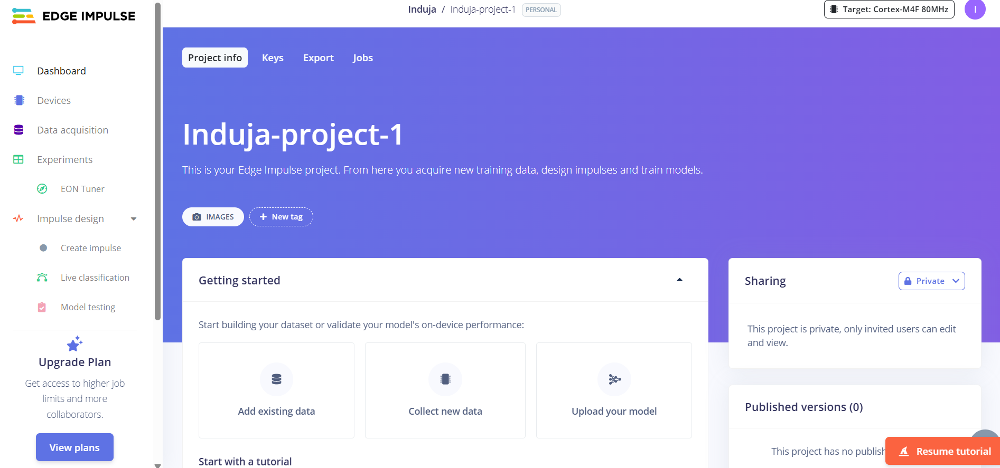 EDGE IMPULSE
Induja / Induja-project-1 PERSONAL
Target: Cortex-M4F 80MHz
I
Dashboard
Devices
Data acquisition
Experiments
EON Tuner
Impulse design
Create impulse
Live classification
Model testing
Upgrade Plan
Get access to higher job
limits and more
collaborators.
View plans
Project info Keys Export Jobs
Induja-project-1
This is your Edge Impulse project. From here you acquire new training data, design impulses and train models.
IMAGES New tag
Getting started
Start building your dataset or validate your model's on-device performance:
Add existing data
Collect new data
Upload your model
Start with a tutorial
Sharing
Private
This project is private, only invited users can edit
and view.
Published versions (0)
This project has no publish
Resume tutorial